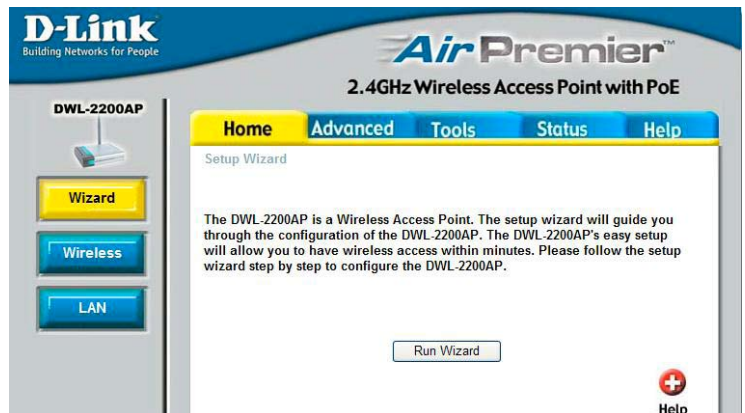 D-Link
Building Networks for People
AirPremier™
2.4GHz Wireless Access Point with PoE
DWL-2200AP
Home Advanced Tools Status Help
Setup Wizard
Wizard
Wireless
LAN
The DWL-2200AP is a Wireless Access Point. The setup wizard will guide you
through the configuration of the DWL-2200AP. The DWL-2200AP's easy setup
will allow you to have wireless access within minutes. Please follow the setup
wizard step by step to configure the DWL-2200AP.
Run Wizard
Help